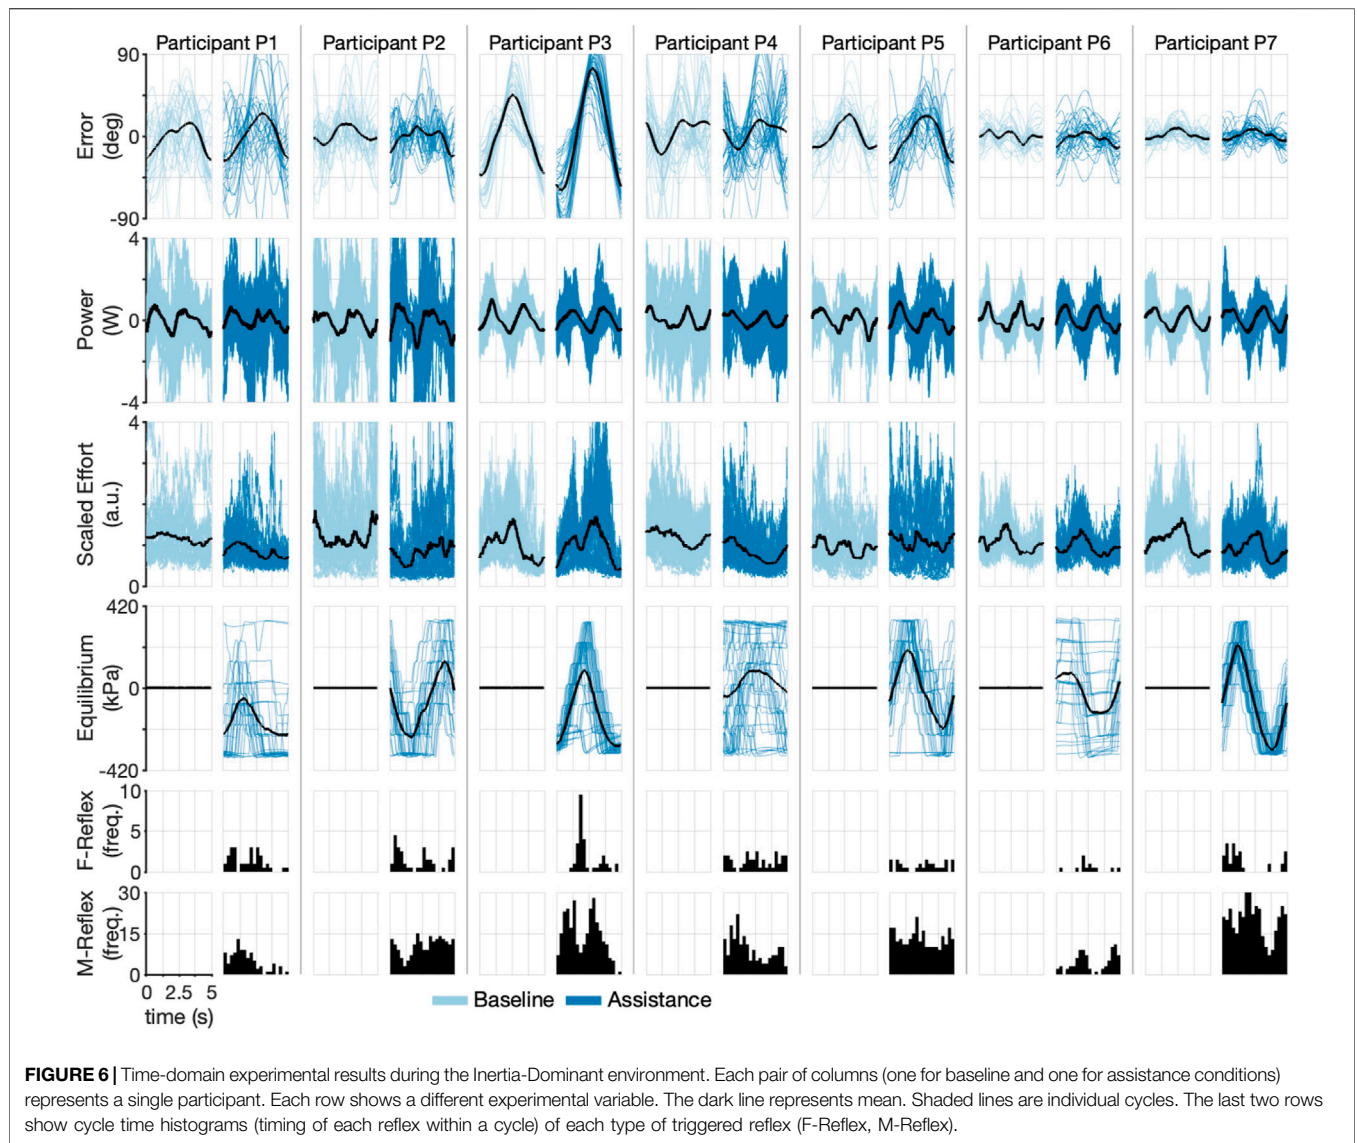 Participant P1 Participant P2 Participant P3 Participant P4 Participant P5 Participant P6 Participant P7
90
0
-90
Error
(deg)
4
0
-4
Power
(W)
4
0
Scaled Effort
(a.u.)
420
0
-420
Equilibrium
(kPa)
10
5
0
F-Reflex
(freq.)
30
15
0
M-Reflex
(freq.)
0 2.5 5
time (s)
Baseline Assistance
FIGURE 6 | Time-domain experimental results during the Inertia-Dominant environment. Each pair of columns (one for baseline and one for assistance conditions)
represents a single participant. Each row shows a different experimental variable. The dark line represents mean. Shaded lines are individual cycles. The last two rows
show cycle time histograms (timing of each reflex within a cycle) of each type of triggered reflex (F-Reflex, M-Reflex).